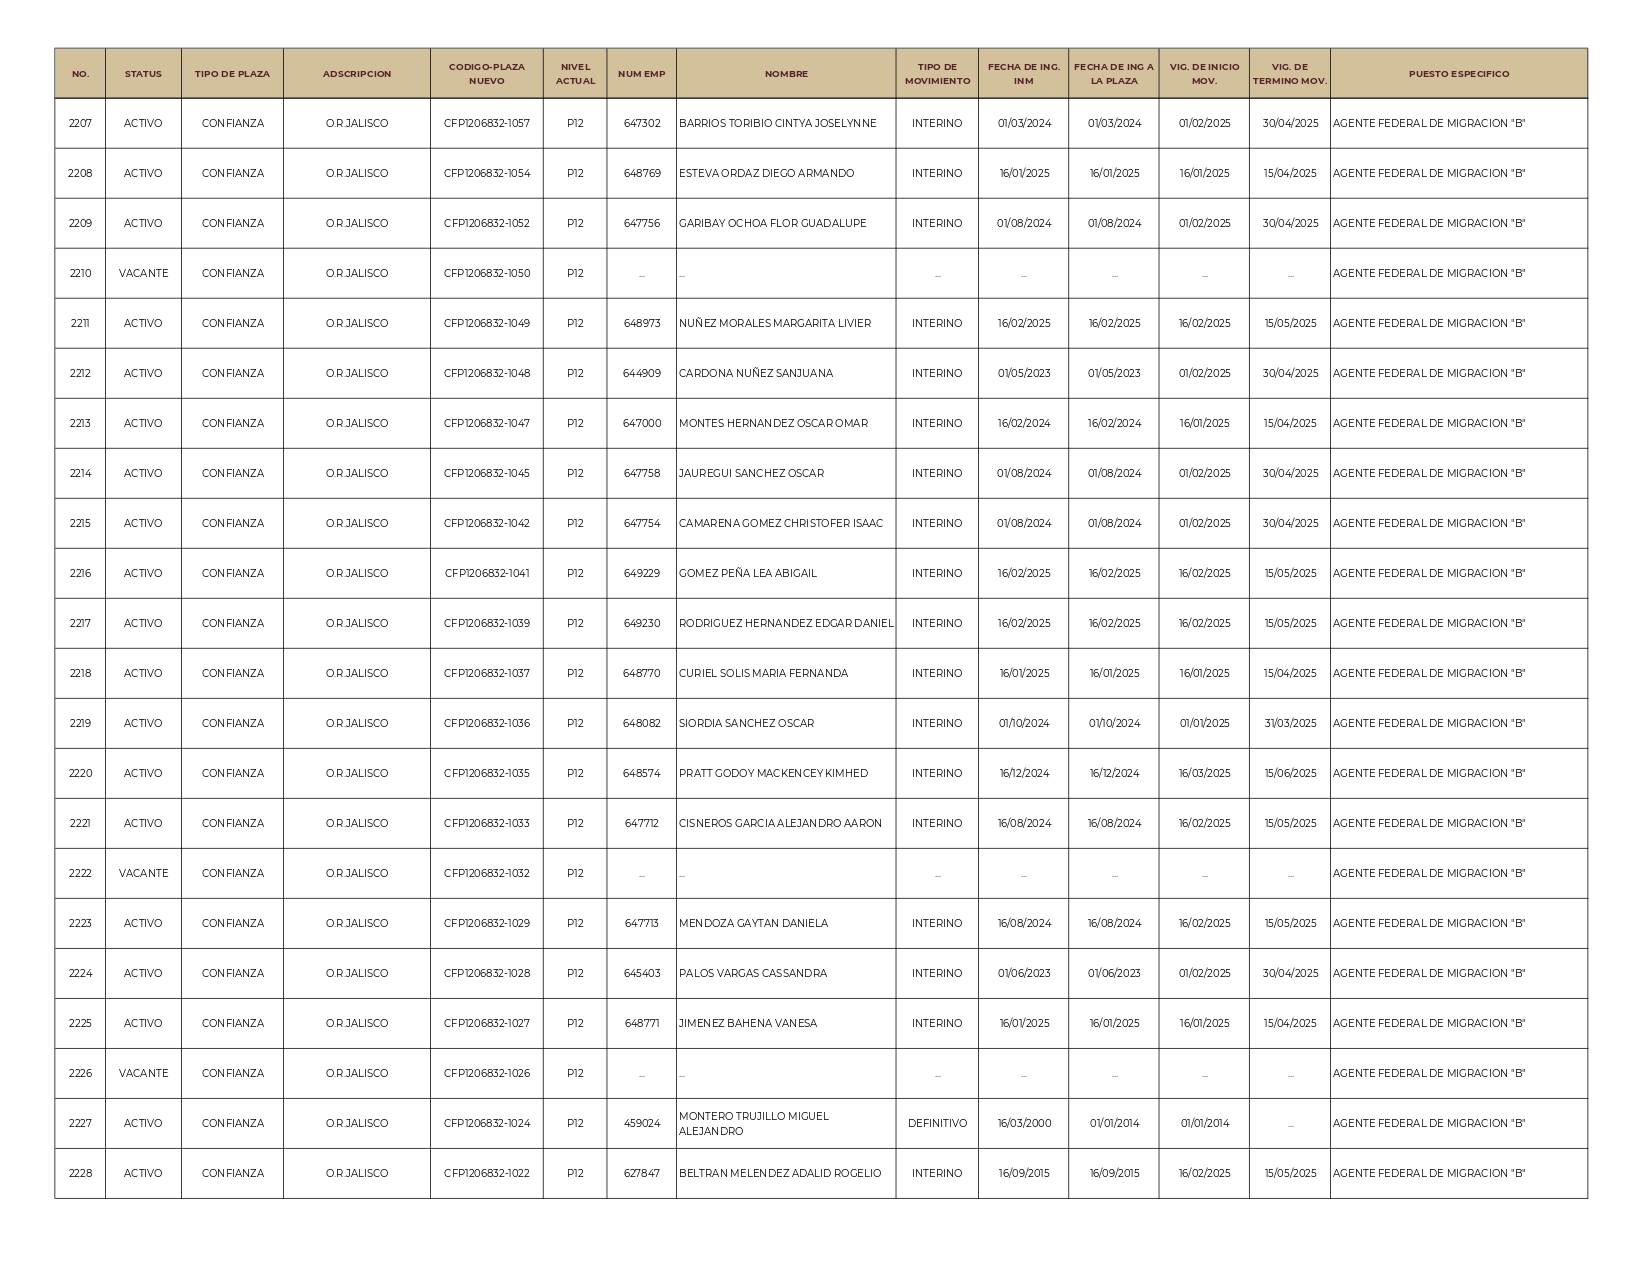 NO. STATUS TIPO DE PLAZA ADSCRIPCION CODIGO-PLAZA NUEVO NIVEL ACTUAL NUM EMP NOMBRE TIPO DE MOVIMIENTO FECHA DE ING. INM FECHA DE ING A LA PLAZA VIG. DE INICIO MOV. VIG. DE TERMINO MOV. PUESTO ESPECIFICO
2207 ACTIVO CONFIANZA O.R.JALISCO CFP1206832-1057 P12 647302 BARRIOS TORIBIO CINTYA JOSELYNNE INTERINO 01/03/2024 01/03/2024 01/02/2025 30/04/2025 AGENTE FEDERAL DE MIGRACION "B"
2208 ACTIVO CONFIANZA O.R.JALISCO CFP1206832-1054 P12 648769 ESTEVA ORDAZ DIEGO ARMANDO INTERINO 16/01/2025 16/01/2025 16/01/2025 15/04/2025 AGENTE FEDERAL DE MIGRACION "B"
2209 ACTIVO CONFIANZA O.R.JALISCO CFP1206832-1052 P12 647756 GARIBAY OCHOA FLOR GUADALUPE INTERINO 01/08/2024 01/08/2024 01/02/2025 30/04/2025 AGENTE FEDERAL DE MIGRACION "B"
2210 VACANTE CONFIANZA O.R.JALISCO CFP1206832-1050 P12 ... ... ... ... ... ... ... AGENTE FEDERAL DE MIGRACION "B"
2211 ACTIVO CONFIANZA O.R.JALISCO CFP1206832-1049 P12 648973 NUÑEZ MORALES MARGARITA LIVIER INTERINO 16/02/2025 16/02/2025 16/02/2025 15/05/2025 AGENTE FEDERAL DE MIGRACION "B"
2212 ACTIVO CONFIANZA O.R.JALISCO CFP1206832-1048 P12 644909 CARDONA NUÑEZ SANJUANA INTERINO 01/05/2023 01/05/2023 01/02/2025 30/04/2025 AGENTE FEDERAL DE MIGRACION "B"
2213 ACTIVO CONFIANZA O.R.JALISCO CFP1206832-1047 P12 647000 MONTES HERNANDEZ OSCAR OMAR INTERINO 16/02/2024 16/02/2024 16/01/2025 15/04/2025 AGENTE FEDERAL DE MIGRACION "B"
2214 ACTIVO CONFIANZA O.R.JALISCO CFP1206832-1045 P12 647758 JAUREGUI SANCHEZ OSCAR INTERINO 01/08/2024 01/08/2024 01/02/2025 30/04/2025 AGENTE FEDERAL DE MIGRACION "B"
2215 ACTIVO CONFIANZA O.R.JALISCO CFP1206832-1042 P12 647754 CAMARENA GOMEZ CHRISTOFER ISAAC INTERINO 01/08/2024 01/08/2024 01/02/2025 30/04/2025 AGENTE FEDERAL DE MIGRACION "B"
2216 ACTIVO CONFIANZA O.R.JALISCO CFP1206832-1041 P12 649229 GOMEZ PEÑA LEA ABIGAIL INTERINO 16/02/2025 16/02/2025 16/02/2025 15/05/2025 AGENTE FEDERAL DE MIGRACION "B"
2217 ACTIVO CONFIANZA O.R.JALISCO CFP1206832-1039 P12 649230 RODRIGUEZ HERNANDEZ EDGAR DANIEL INTERINO 16/02/2025 16/02/2025 16/02/2025 15/05/2025 AGENTE FEDERAL DE MIGRACION "B"
2218 ACTIVO CONFIANZA O.R.JALISCO CFP1206832-1037 P12 648770 CURIEL SOLIS MARIA FERNANDA INTERINO 16/01/2025 16/01/2025 16/01/2025 15/04/2025 AGENTE FEDERAL DE MIGRACION "B"
2219 ACTIVO CONFIANZA O.R.JALISCO CFP1206832-1036 P12 648082 SIORDIA SANCHEZ OSCAR INTERINO 01/10/2024 01/10/2024 01/01/2025 31/03/2025 AGENTE FEDERAL DE MIGRACION "B"
2220 ACTIVO CONFIANZA O.R.JALISCO CFP1206832-1035 P12 648574 PRATT GODOY MACKENCEY KIMHED INTERINO 16/12/2024 16/12/2024 16/03/2025 15/06/2025 AGENTE FEDERAL DE MIGRACION "B"
2221 ACTIVO CONFIANZA O.R.JALISCO CFP1206832-1033 P12 647712 CISNEROS GARCIA ALEJANDRO AARON INTERINO 16/08/2024 16/08/2024 16/02/2025 15/05/2025 AGENTE FEDERAL DE MIGRACION "B"
2222 VACANTE CONFIANZA O.R.JALISCO CFP1206832-1032 P12 ... ... ... ... ... ... ... AGENTE FEDERAL DE MIGRACION "B"
2223 ACTIVO CONFIANZA O.R.JALISCO CFP1206832-1029 P12 647713 MENDOZA GAYTAN DANIELA INTERINO 16/08/2024 16/08/2024 16/02/2025 15/05/2025 AGENTE FEDERAL DE MIGRACION "B"
2224 ACTIVO CONFIANZA O.R.JALISCO CFP1206832-1028 P12 645403 PALOS VARGAS CASSANDRA INTERINO 01/06/2023 01/06/2023 01/02/2025 30/04/2025 AGENTE FEDERAL DE MIGRACION "B"
2225 ACTIVO CONFIANZA O.R.JALISCO CFP1206832-1027 P12 648771 JIMENEZ BAHENA VANESA INTERINO 16/01/2025 16/01/2025 16/01/2025 15/04/2025 AGENTE FEDERAL DE MIGRACION "B"
2226 VACANTE CONFIANZA O.R.JALISCO CFP1206832-1026 P12 ... ... ... ... ... ... ... AGENTE FEDERAL DE MIGRACION "B"
2227 ACTIVO CONFIANZA O.R.JALISCO CFP1206832-1024 P12 459024 MONTERO TRUJILLO MIGUEL ALEJANDRO DEFINITIVO 16/03/2000 01/01/2014 01/01/2014 ... AGENTE FEDERAL DE MIGRACION "B"
2228 ACTIVO CONFIANZA O.R.JALISCO CFP1206832-1022 P12 627847 BELTRAN MELENDEZ ADALID ROGELIO INTERINO 16/09/2015 16/09/2015 16/02/2025 15/05/2025 AGENTE FEDERAL DE MIGRACION "B"